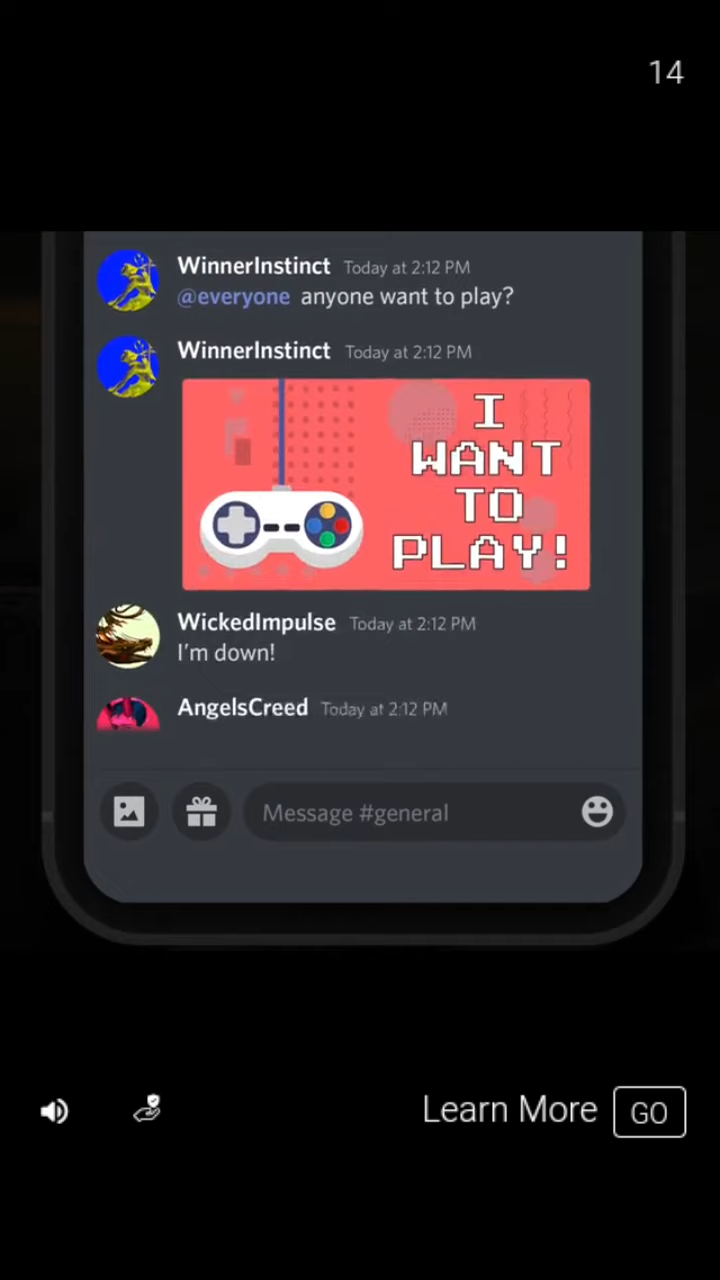 14
WinnerInstinct Today at 2:12 PM
@everyone anyone want to play?
WinnerInstinct Today at 2:12 PM
I
WANT
TO
PLAY!
WickedImpulse Today at 2:12 PM
I'm down!
AngelsCreed Today at 2:12 PM
Message #general
Learn More GO